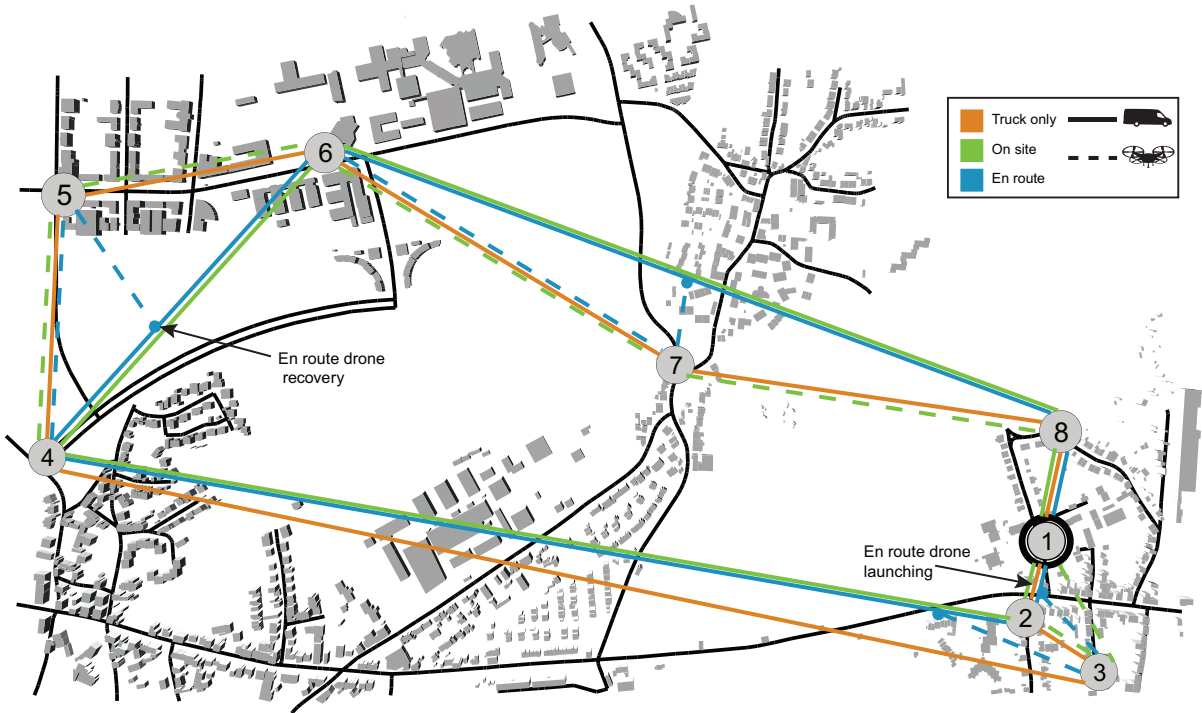 Truck only
On site
En route
6
5
En route drone
recovery
7
8
4
1
En route drone
launching
2
3